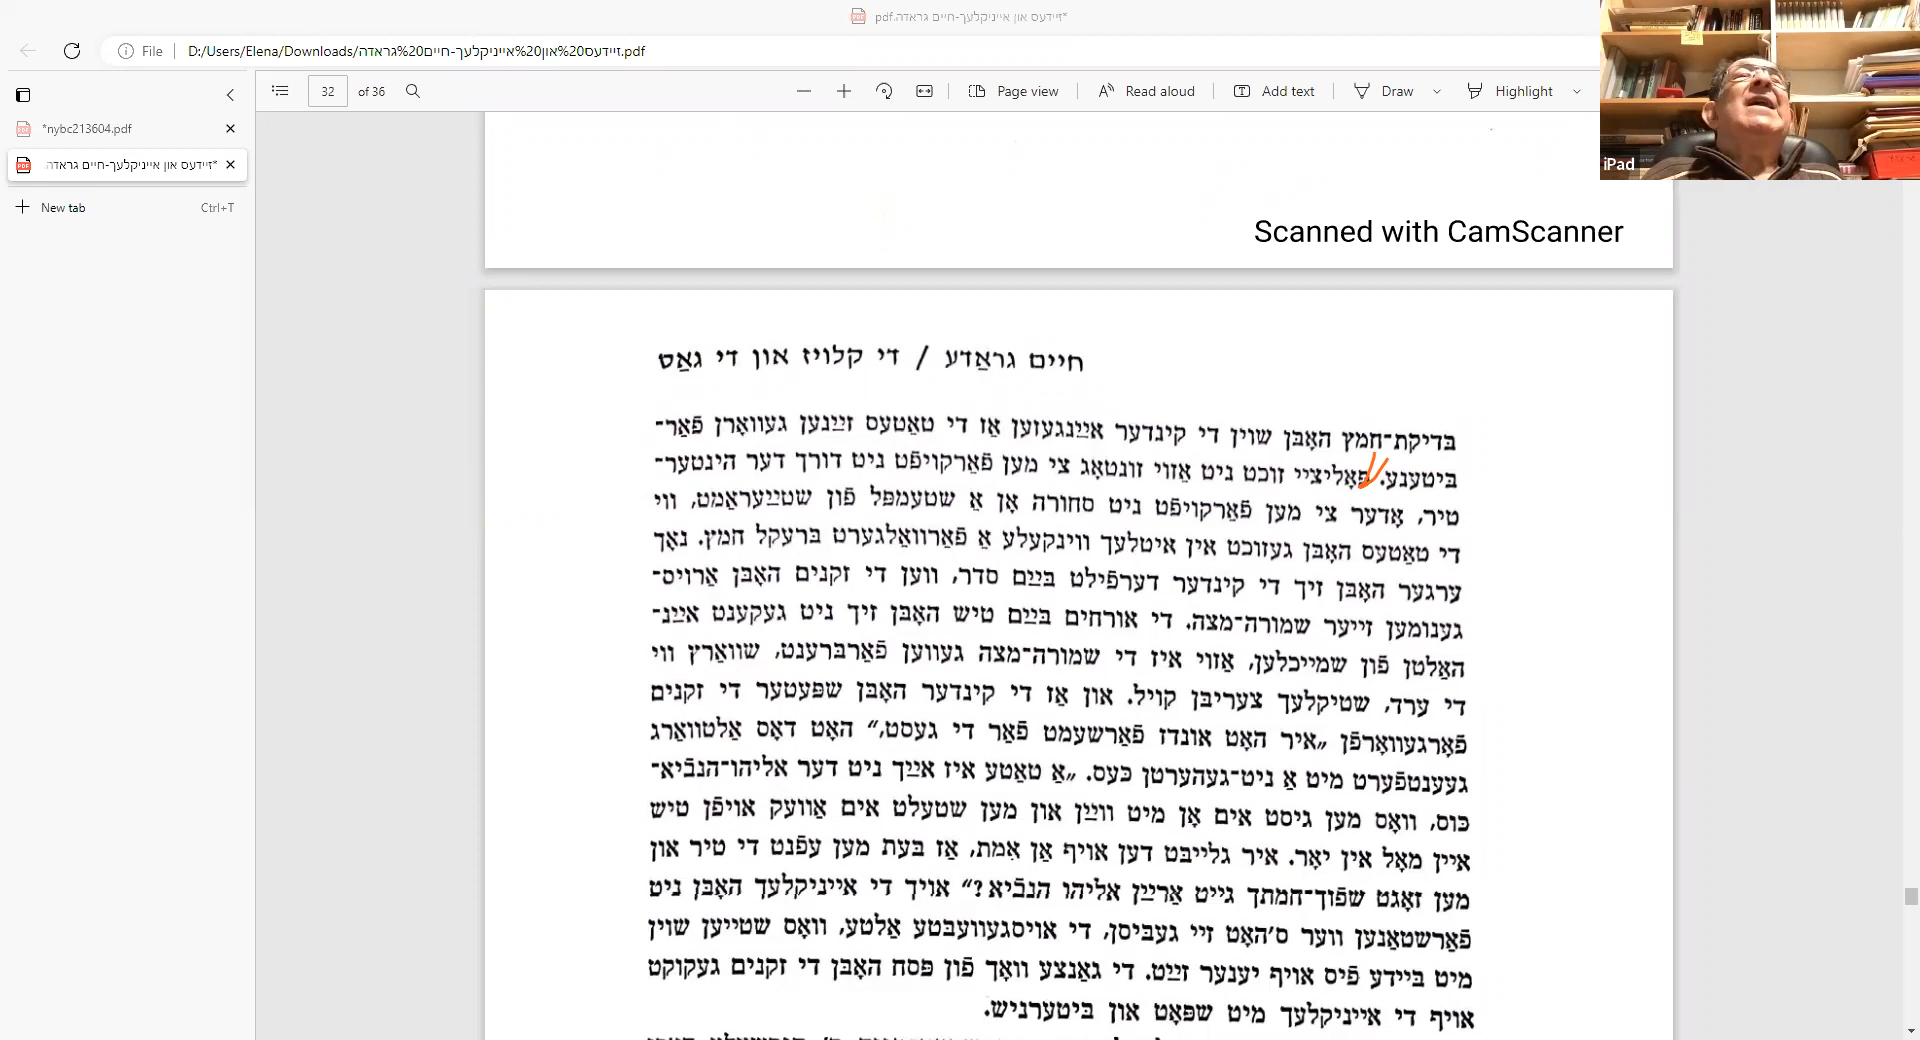 זיידעס און אייניקלעך-חיים גראדה.pdf*
File
D:/Users/Elena/Downloads/זיידעס%20און%20אייניקלעך-חיים%20גראדה.pdf
32 of 36
Page view
Read aloud
Add text
Draw
Highlight
*nybc213604.pdf
*זיידעס און אייניקלעך-חיים גראדה.
New tab Ctrl+T
iPad
Scanned with CamScanner
חיים גראַדע / די קלויז און די גאַס
בדיקת־חמץ האָבן שוין די קינדער אײַנגעזען אַז די טאַטעס זײַנען געוואָרן פֿאַר־
ביטענע. פּאָליציי זוכט ניט אַזוי זונטאָג צי מען פֿאַרקויפֿט ניט דורך דער הינטער־
טיר, אָדער צי מען פֿאַרקויפֿט ניט סחורה אָן אַ שטעמפּל פֿון שטײַעראַמט, ווי
די טאַטעס האָבן געזוכט אין איטלעך ווינקעלע אַ פֿאַרוואַלגערט ברעקל חמץ. נאָך
ערגער האָבן זיך די קינדער דערפֿילט בײַם סדר, ווען די זקנים האָבן אַרויס־
גענומען זייער שמורה־מצה. די אורחים בײַם טיש האָבן זיך ניט געקענט אײַנ־
האַלטן פֿון שמייכלען, אַזוי איז די שמורה־מצה געווען פֿאַרברענט, שוואַרץ ווי
די ערד, שטיקלעך צעריבן קויל. און אַז די קינדער האָבן שפּעטער די זקנים
פֿאָרגעוואָרפֿן „איר האָט אונדז פֿאַרשעמט פֿאַר די געסט,“ האָט דאָס אַלטוואַרג
געענטפֿערט מיט אַ ניט־געהערטן כּעס. „אַ טאַטע איז אײַך ניט דער אליהו־הנבֿיא־
כּוס, וואָס מען גיסט אים אָן מיט ווײַן און מען שטעלט אים אַוועק אויפֿן טיש
איין מאָל אין יאָר. איר גלייבט דען אויף אַן אמת, אַז בעת מען עפֿנט די טיר און
מען זאָגט שפֿוך־חמתך גייט אַרײַן אליהו הנבֿיא?“ אויך די אייניקלעך האָבן ניט
פֿאַרשטאַנען ווער ס'האָט זיי געביסן, די אויסגעוועבטע אַלטע, וואָס שטייען שוין
מיט ביידע פֿיס אויף יענער זײַט. די גאַנצע וואָך פֿון פּסח האָבן די זקנים געקוקט
אויף די אייניקלעך מיט שפּאָט און ביטערניש.